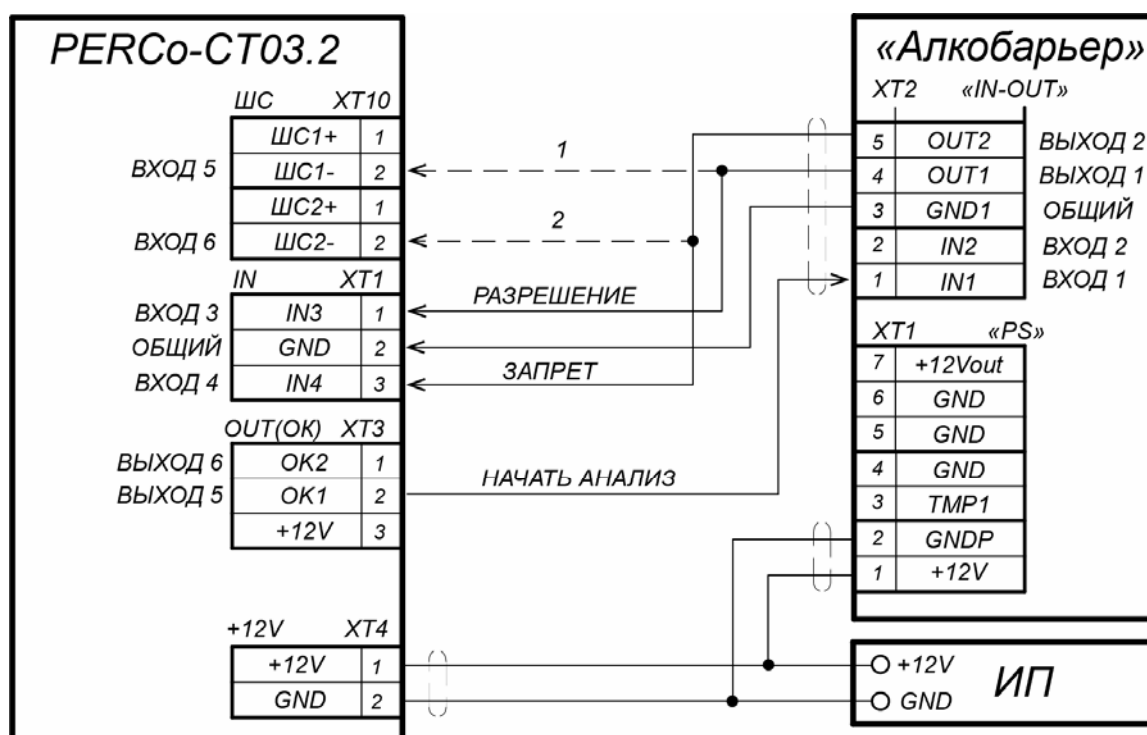 PERCo-CT03.2
ШС XT10
ШС1+ 1
ВХОД 5 ШС1- 2
ШС2+ 1
ВХОД 6 ШС2- 2
IN XT1
ВХОД 3 IN3 1
ОБЩИЙ GND 2
ВХОД 4 IN4 3
OUT(ОК) XT3
ВЫХОД 6 OK2 1
ВЫХОД 5 OK1 2
+12V 3
+12V XT4
+12V 1
GND 2
1
2
РАЗРЕШЕНИЕ
ЗАПРЕТ
НАЧАТЬ АНАЛИЗ
«Алкобарьер»
XT2 «IN-OUT»
5 OUT2 ВЫХОД 2
4 OUT1 ВЫХОД 1
3 GND1 ОБЩИЙ
2 IN2 ВХОД 2
1 IN1 ВХОД 1
XT1 «PS»
7 +12Vout
6 GND
5 GND
4 GND
3 TMP1
2 GNDP
1 +12V
+12V
ИП
GND